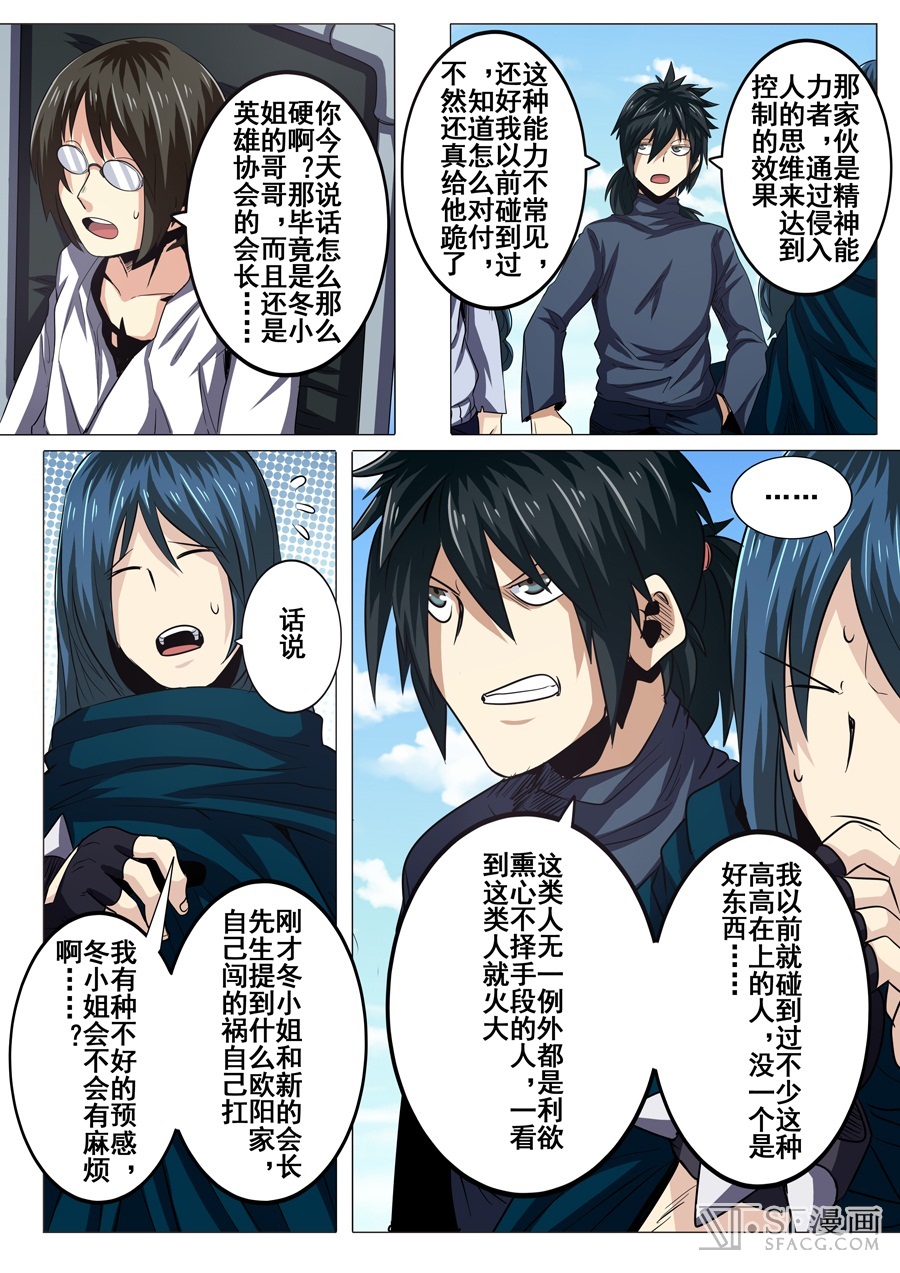 那家伙是精神能
力者，通过侵入
人的思维来达到
控制的效果
这种能力不常见，
还好我以前碰到过
，知道怎么对付，
不然还真给他跪了
你今天说话怎么那么
硬啊？那毕竟是冬小
姐的哥哥，而且还是
英雄协会的会长……
……
我以前就碰到过不少这种
高高在上的人，没一个是
好东西……
这类人无一例外都是利欲
熏心不择手段的人，一看
到这类人就火大
话说
刚才冬小姐和新的会长
先生提到什么欧阳家，
自己闯的祸自己扛
我有种不好的预感，
冬小姐会不会有麻烦
啊……？
SF漫画
SFACG.COM